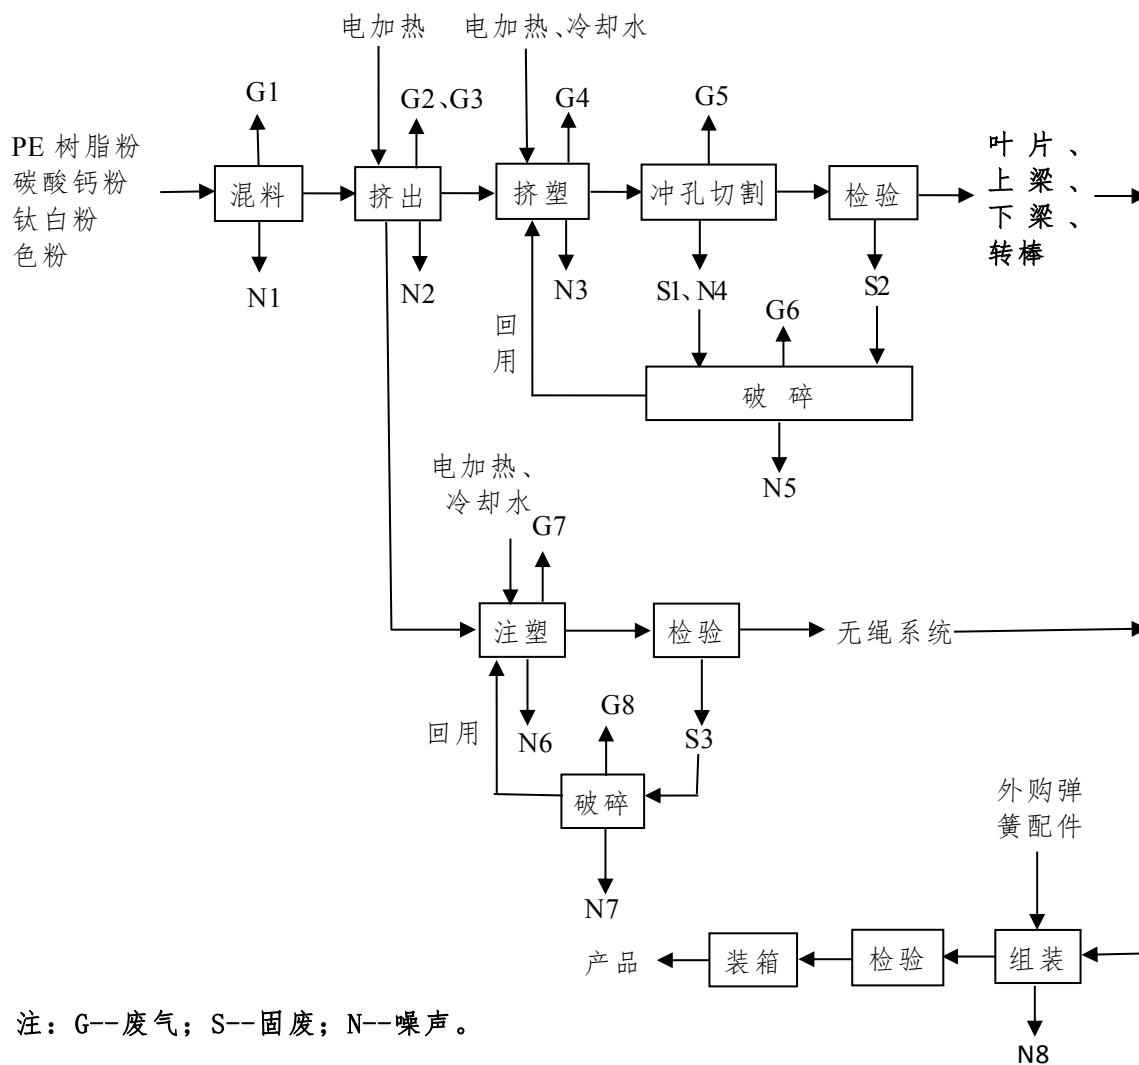 电加热
电加热、冷却水
G1
G2、G3
G4
G5
PE 树脂粉
碳酸钙粉
钛白粉
色粉
混料
挤出
挤塑
冲孔切割
检验
叶片、
上梁、
下梁、
转棒
N1
N2
N3
S1、N4
S2
G6
回用
破碎
N5
电加热、
冷却水
G7
注塑
检验
无绳系统
回用
N6
G8
S3
破碎
N7
外购弹
簧配件
产品
装箱
检验
组装
N8
注：G--废气；S--固废；N--噪声。